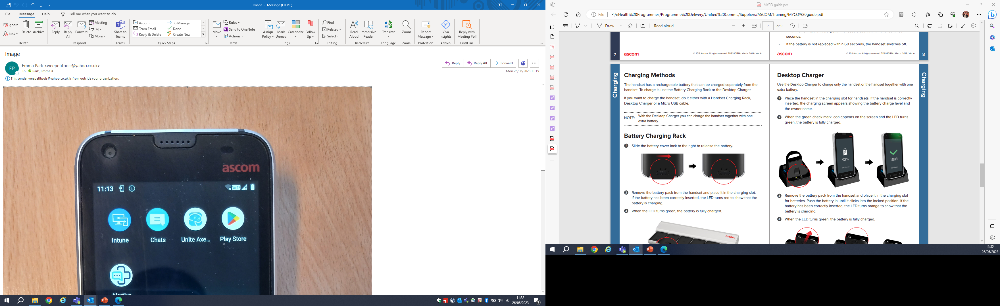 Image - Message (HTML)
File Message Help Tell me what you want to do
Ignore
Junk
Delete
Archive
Delete
Reply
Reply All
Forward
Meeting
IM
More
Respond
Share to Teams
Teams
Ascom
Team Email
Reply & Delete
To Manager
Done
Create New
Quick Steps
Move
Rules
Send to OneNote
Actions
Move
Assign Policy
Mark Unread
Categorize
Follow Up
Tags
Find
Related
Select
Editing
Read Aloud
Immersive Reader
Immersive
Translate
Language
Zoom
Zoom
Report Message
Protection
Viva Insights
Add-in
Reply with Meeting Poll
FindTime
Image
EP
Emma Park <weepetitpois@yahoo.co.uk>
To Park, Emma X
Reply Reply All Forward
Mon 26/06/2023 11:15
This sender weepetitpois@yahoo.co.uk is from outside your organization.
ascom
11:13
VoLTE
Intune
Chats
Unite Axe...
Play Store
11:32
26/06/2023
MYCO guide.pdf
File P:/eHealth%20Programmes/Programme%20Delivery/Unified%20Comms/Suppliers/ASCOM/Training/MYCO%20guide.pdf
Draw
Read aloud
7 of 9
seconds.
- If the battery is not replaced within 60 seconds, the handset switches off.
7 ascom © 2019 Ascom. All rights reserved. TD93301EN / March 2019 / Ver. A
ascom © 2019 Ascom. All rights reserved. TD93301EN / March 2019 / Ver. A 8
Charging
Charging Methods
The handset has a rechargeable battery that can be charged separately from the
handset. To charge it, use the Battery Charging Rack or the Desktop Charger.
If you want to charge the handset, do it either with a Handset Charging Rack,
Desktop Charger or a Micro USB cable.
NOTE: With the Desktop Charger you can charge the handset together with one
extra battery.
Battery Charging Rack
1 Slide the battery cover lock to the right to release the battery.
2 Remove the battery pack from the handset and place it in the charging slot.
If the battery has been correctly inserted, the LED turns red to show that the
battery is charging.
3 When the LED turns green, the battery is fully charged.
ascom
Charging
Desktop Charger
Use the Desktop Charger to charge only the handset or the handset together with one
extra battery.
1 Place the handset in the charging slot for handsets. If the handset is correctly
inserted, the charging screen appears showing the battery charge level and
the owner name.
2 When the green check mark icon appears on the screen and the LED turns
green, the battery is fully charged.
93%
100%
3 Remove the battery pack from the handset and place it in the charging slot
for batteries. Push the battery in until it clicks into the locked position. If the
battery has been correctly inserted, the LED turns orange to show that the
battery is charging.
4 When the LED turns green, the battery is fully charged.
11:32
26/06/2023